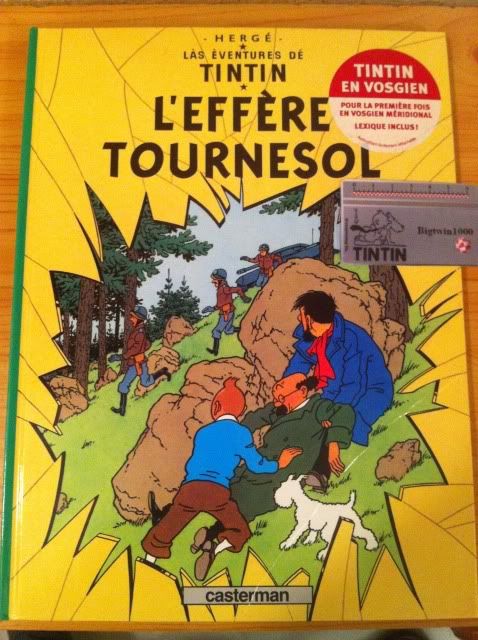 - HERGÉ -
LÀS ÈVENTURES DÉ
TINTIN
L'EFFÈRE
TOURNESOL
TINTIN
EN VOSGIEN
POUR LA PREMIÈRE FOIS
EN VOSGIEN MÉRIDIONAL
LEXIQUE INCLUS !
Bigtwin1000
TINTIN
casterman